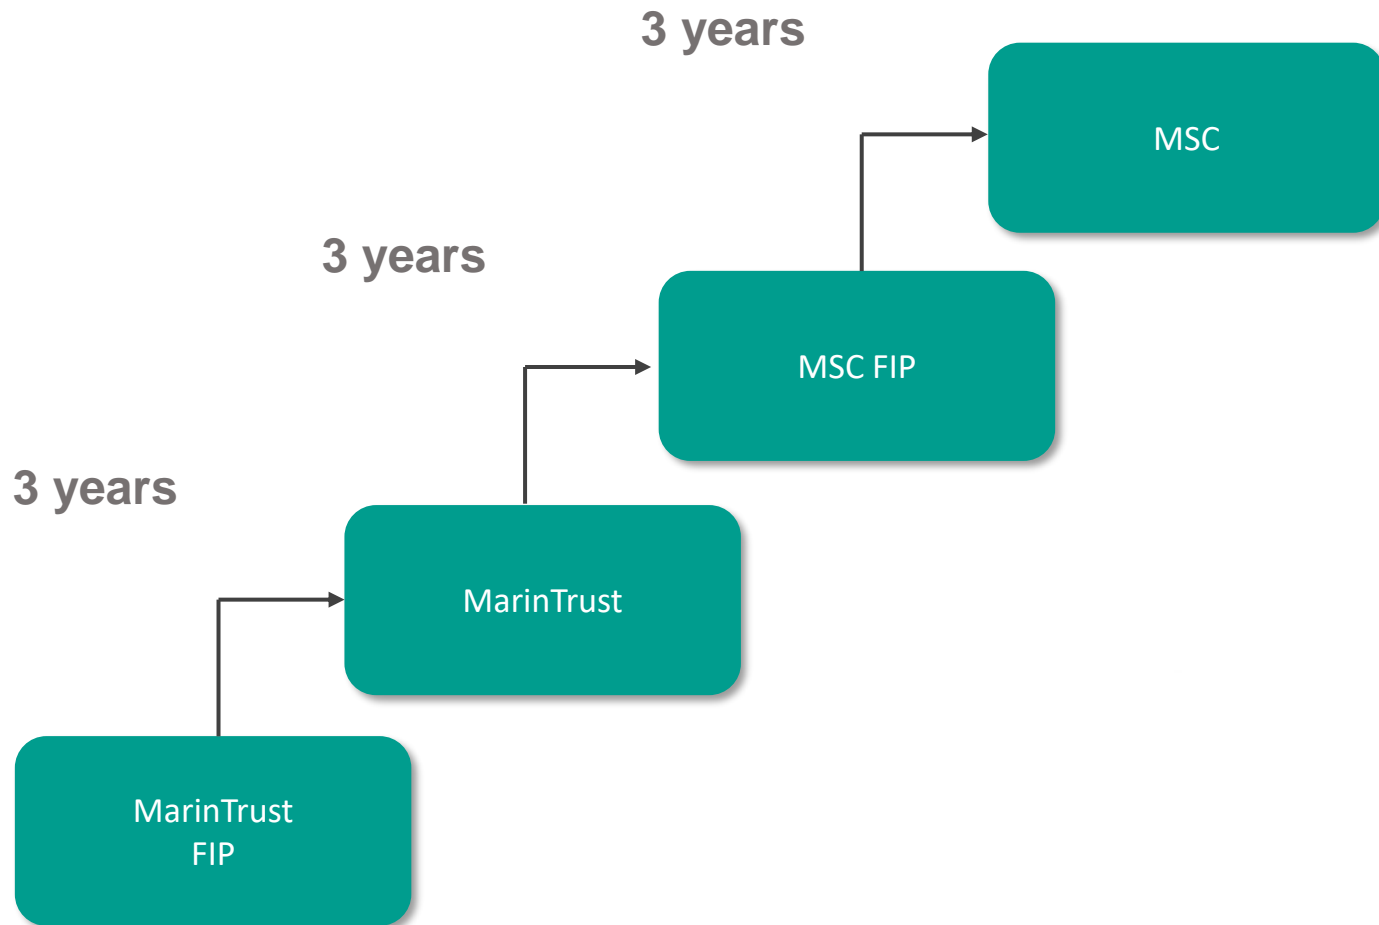 3 years
MSC
3 years
MSC FIP
3 years
MarinTrust
MarinTrust
FIP